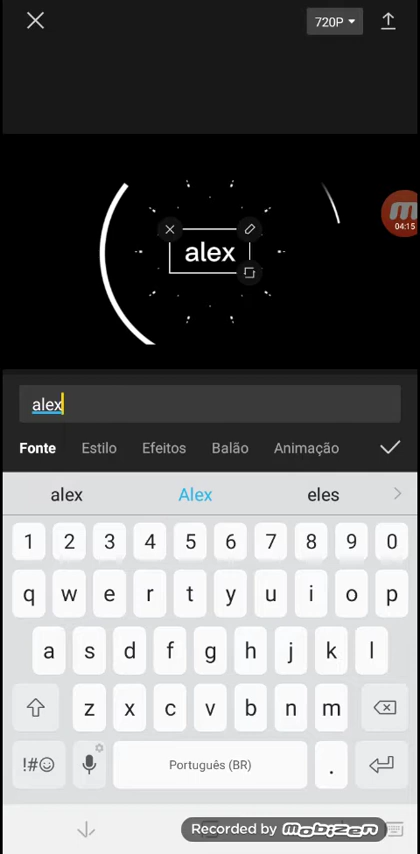 720P
04:15
alex
alex
Fonte Estilo Efeitos Balão Animação
alex Alex eles
1 2 3 4 5 6 7 8 9 0
q w e r t y u i o p
a s d f g h j k l
z x c v b n m
!#☺ Português (BR) .
Recorded by mobizen